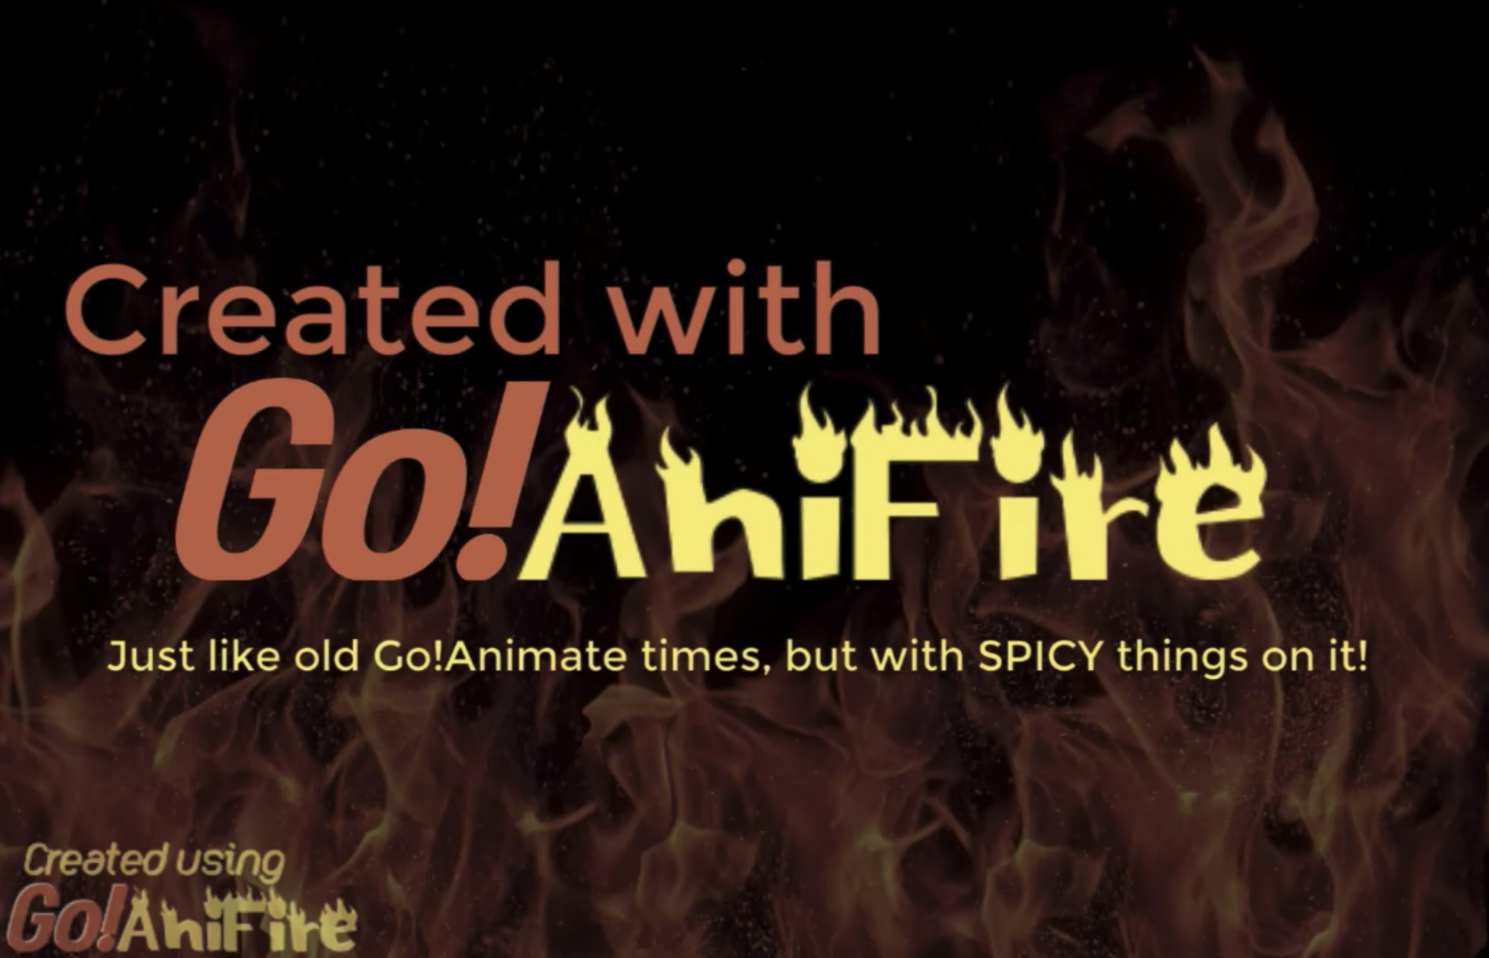 Created with
Go!AniFire
Just like old Go!Animate times, but with SPICY things on it!
Created using
Go!AniFire